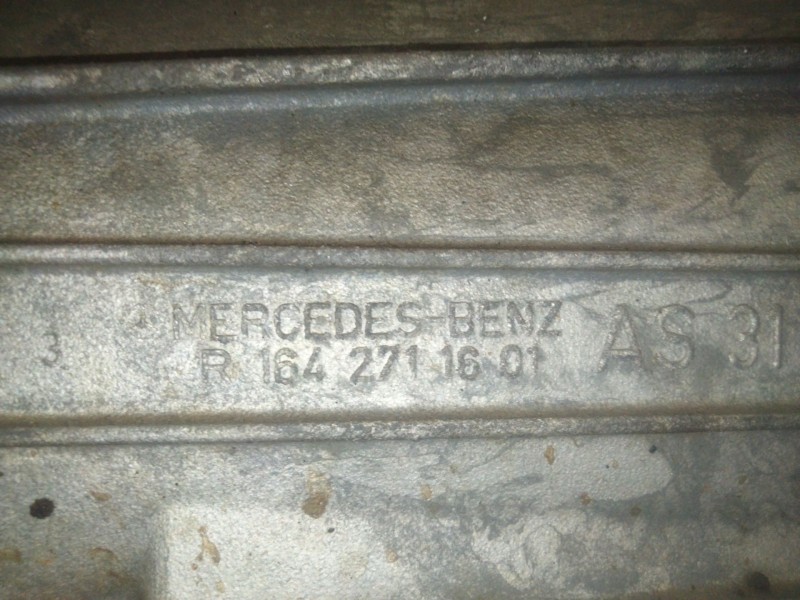 MERCEDES-BENZ
R 164 271 16 01
AS 31
3